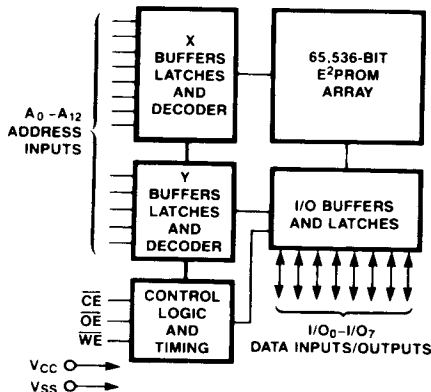 X
BUFFERS
LATCHES
AND
DECODER
65,536-BIT
E²PROM
ARRAY
A₀ –A₁₂
ADDRESS
INPUTS
Y
BUFFERS
LATCHES
AND
DECODER
I/O BUFFERS
AND LATCHES
CE
OE
WE
CONTROL
LOGIC
AND
TIMING
I/O₀–I/O₇
DATA INPUTS/OUTPUTS
VCC
VSS